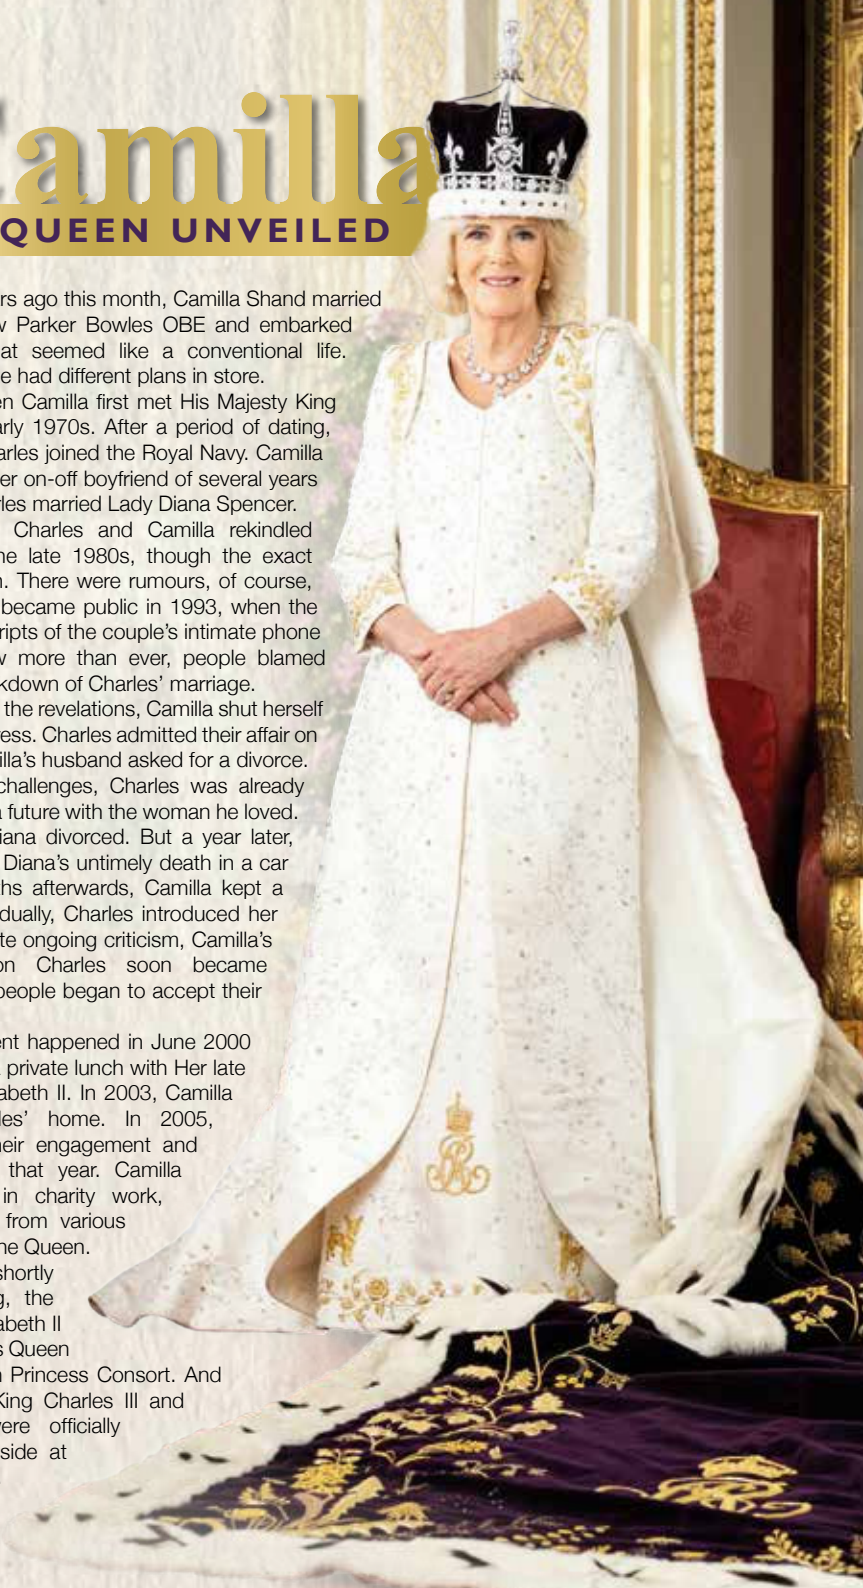 Camilla
QUEEN UNVEILED
rs ago this month, Camilla Shand married
w Parker Bowles OBE and embarked
at seemed like a conventional life.
e had different plans in store.
en Camilla first met His Majesty King
arly 1970s. After a period of dating,
arles joined the Royal Navy. Camilla
er on-off boyfriend of several years
les married Lady Diana Spencer.
Charles and Camilla rekindled
he late 1980s, though the exact
n. There were rumours, of course,
became public in 1993, when the
ripts of the couple's intimate phone
w more than ever, people blamed
kdown of Charles' marriage.
the revelations, Camilla shut herself
ress. Charles admitted their affair on
illa's husband asked for a divorce.
challenges, Charles was already
a future with the woman he loved.
iana divorced. But a year later,
Diana's untimely death in a car
ths afterwards, Camilla kept a
dually, Charles introduced her
te ongoing criticism, Camilla's
on Charles soon became
people began to accept their
ent happened in June 2000
private lunch with Her late
abeth II. In 2003, Camilla
les' home. In 2005,
heir engagement and
that year. Camilla
in charity work,
from various
he Queen.
shortly
g, the
abeth II
s Queen
n Princess Consort. And
King Charles III and
vere officially
side at